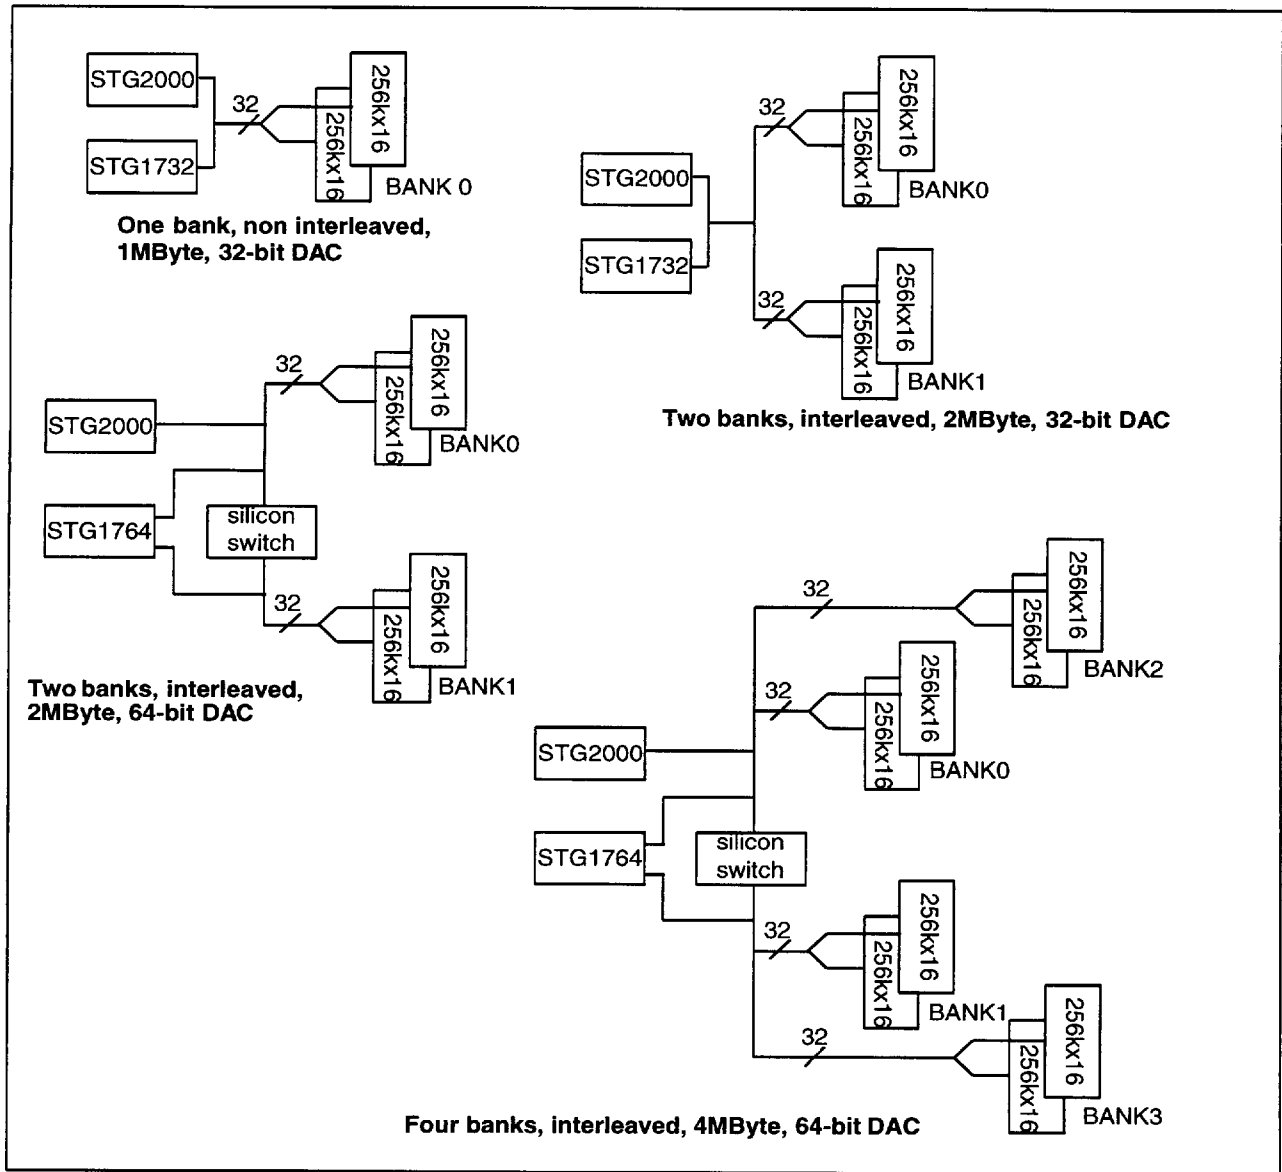 STG2000
STG1732
32
256kx16
256kx16
BANK 0
One bank, non interleaved,
1MByte, 32-bit DAC
STG2000
STG1732
32
256kx16
256kx16
BANK0
32
256kx16
256kx16
BANK1
Two banks, interleaved, 2MByte, 32-bit DAC
STG2000
STG1764
silicon
switch
32
256kx16
256kx16
BANK0
32
256kx16
256kx16
BANK1
Two banks, interleaved,
2MByte, 64-bit DAC
STG2000
STG1764
silicon
switch
32
256kx16
256kx16
BANK2
32
256kx16
256kx16
BANK0
32
256kx16
256kx16
BANK1
32
256kx16
256kx16
BANK3
Four banks, interleaved, 4MByte, 64-bit DAC